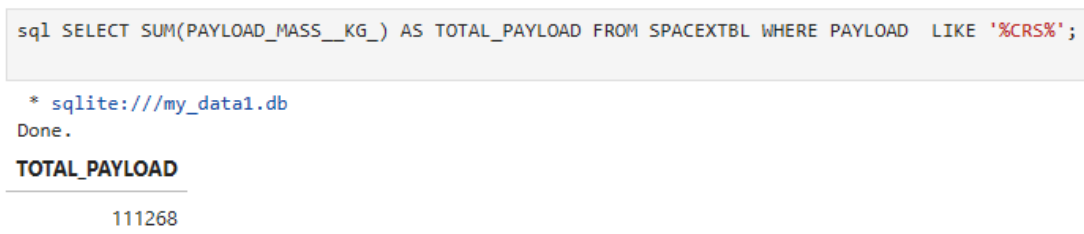 sql SELECT SUM(PAYLOAD_MASS__KG_) AS TOTAL_PAYLOAD FROM SPACEXTBL WHERE PAYLOAD  LIKE '%CRS%';
* sqlite:///my_data1.db
Done.
TOTAL_PAYLOAD
111268